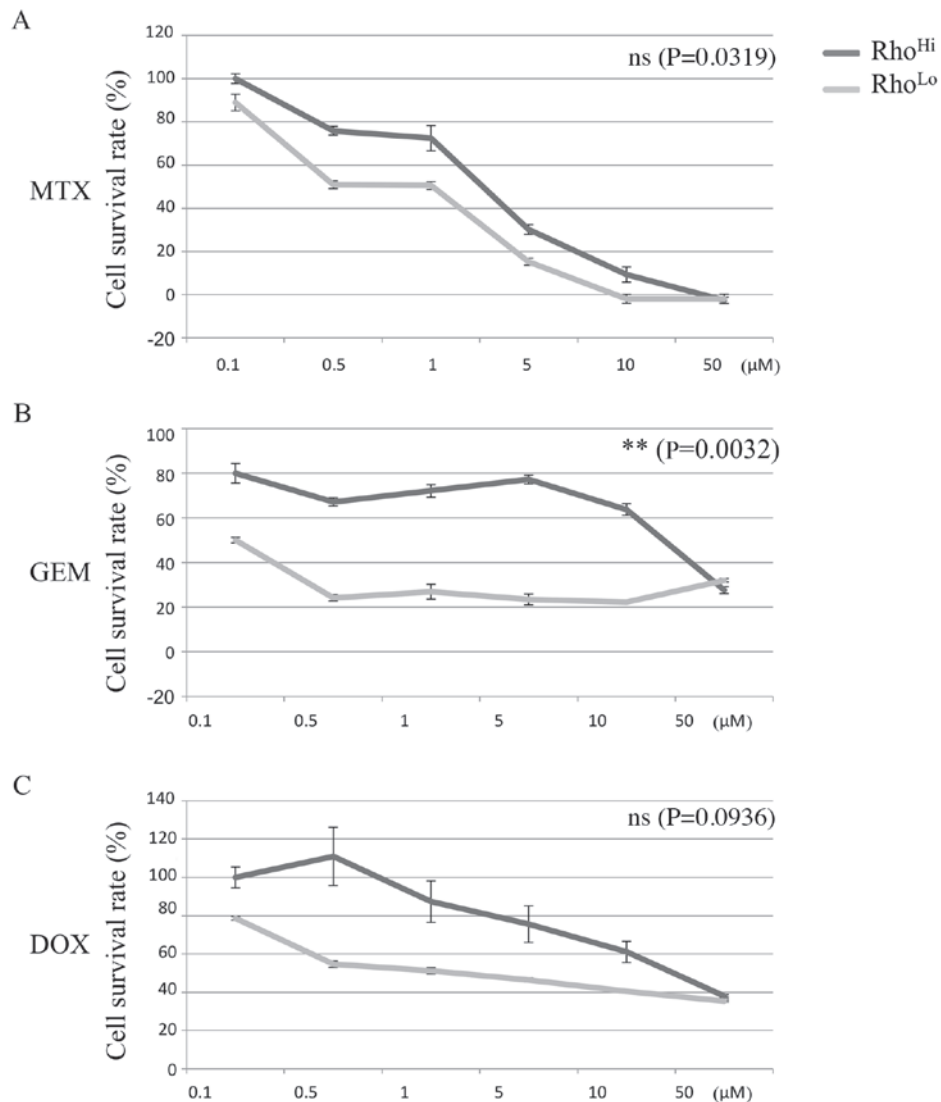 A
120
100
80
60
40
20
0
-20
Cell survival rate (%)
MTX
ns (P=0.0319)
Rho^Hi
Rho^Lo
0.1 0.5 1 5 10 50 (μM)
B
100
80
60
40
20
0
-20
Cell survival rate (%)
GEM
** (P=0.0032)
0.1 0.5 1 5 10 50 (μM)
C
140
120
100
80
60
40
20
0
Cell survival rate (%)
DOX
ns (P=0.0936)
0.1 0.5 1 5 10 50 (μM)